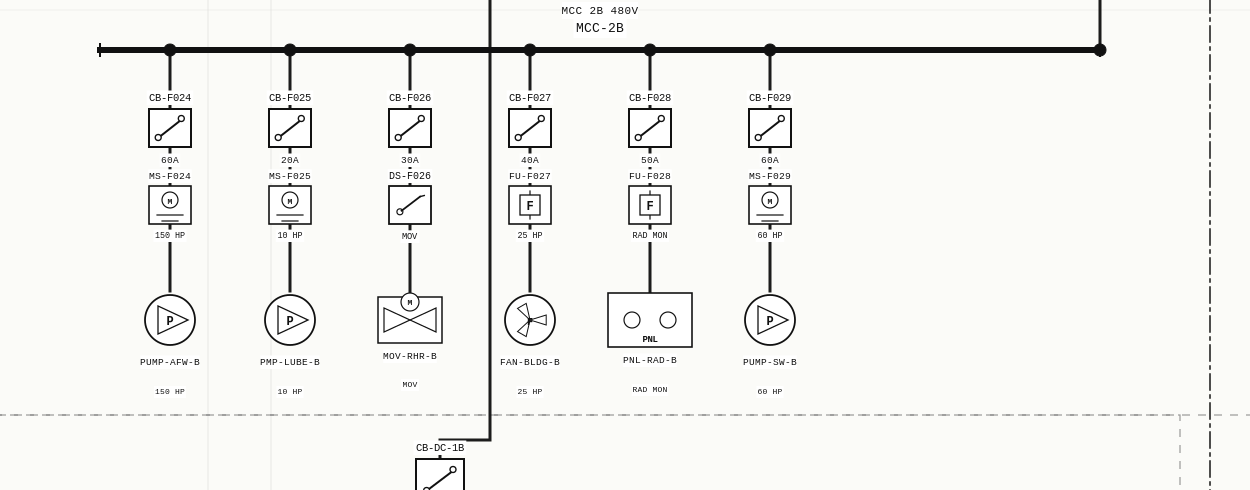 MCC 2B 480V
MCC-2B
CB-F024 CB-F025 CB-F026 CB-F027 CB-F028 CB-F029
60A 20A 30A 40A 50A 60A
MS-F024 MS-F025 DS-F026 FU-F027 FU-F028 MS-F029
M M F F M
150 HP 10 HP MOV 25 HP RAD MON 60 HP
M
P P P
PNL
PUMP-AFW-B PMP-LUBE-B MOV-RHR-B FAN-BLDG-B PNL-RAD-B PUMP-SW-B
150 HP 10 HP MOV 25 HP RAD MON 60 HP
CB-DC-1B